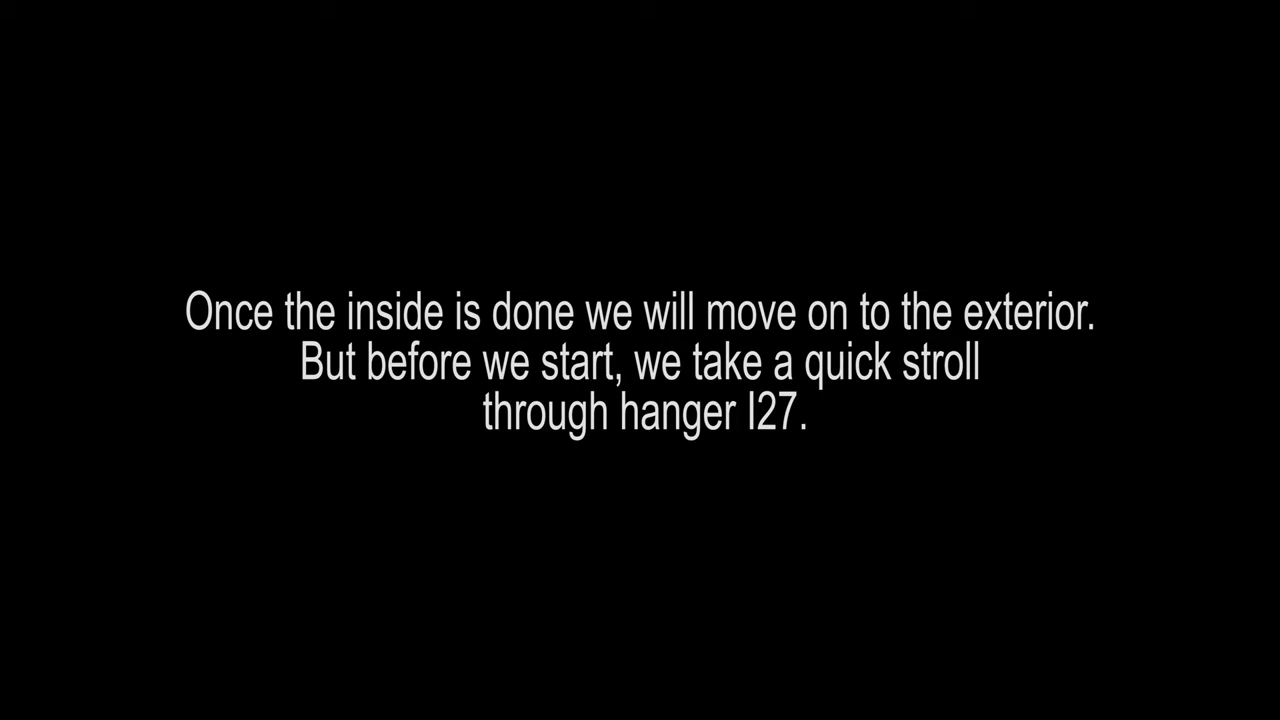 Once the inside is done we will move on to the exterior.
But before we start, we take a quick stroll
through hanger I27.